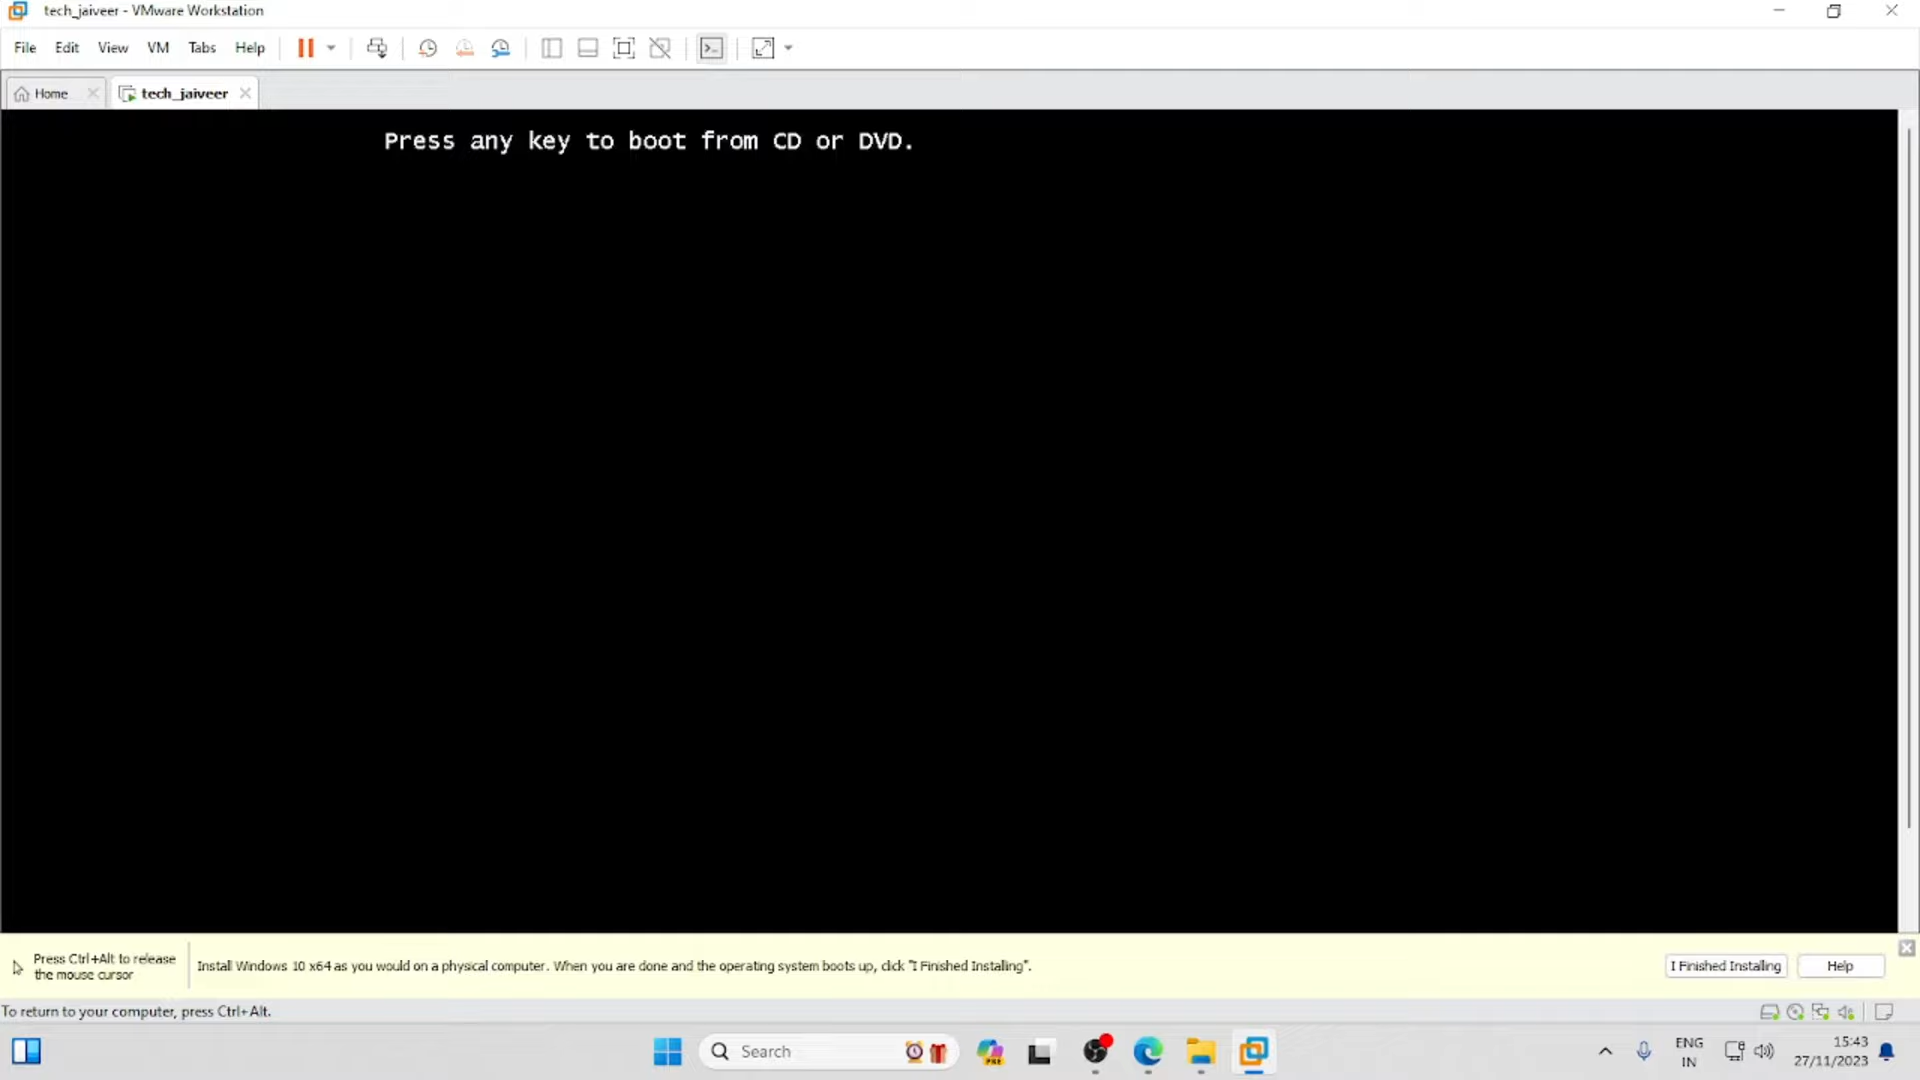 tech_jaiveer - VMware Workstation
File Edit View VM Tabs Help
Home tech_jaiveer
Press any key to boot from CD or DVD.
Press Ctrl+Alt to release
the mouse cursor
Install Windows 10 x64 as you would on a physical computer. When you are done and the operating system boots up, click "I Finished Installing".
I Finished Installing Help
To return to your computer, press Ctrl+Alt.
Search
PRE
ENG
IN
15:43
27/11/2023